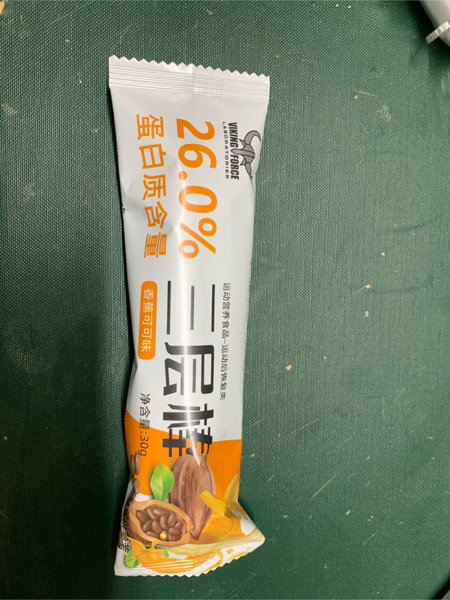 VIKING FORCE
LABORATORIES
26.0%
蛋白质含量
运动营养食品--运动后恢复类
三层棒
香蕉可可味
净含量:30g